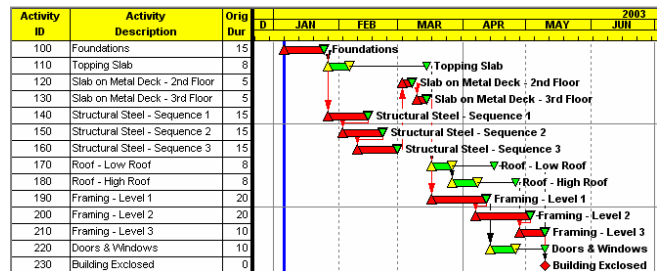 Activity ID Activity Description Orig Dur 2003
D JAN FEB MAR APR MAY JUN
100 Foundations 15 Foundations
110 Topping Slab 8 Topping Slab
120 Slab on Metal Deck - 2nd Floor 5 Slab on Metal Deck - 2nd Floor
130 Slab on Metal Deck - 3rd Floor 5 Slab on Metal Deck - 3rd Floor
140 Structural Steel - Sequence 1 15 Structural Steel - Sequence 1
150 Structural Steel - Sequence 2 15 Structural Steel - Sequence 2
160 Structural Steel - Sequence 3 15 Structural Steel - Sequence 3
170 Roof - Low Roof 8 Roof - Low Roof
180 Roof - High Roof 8 Roof - High Roof
190 Framing - Level 1 20 Framing - Level 1
200 Framing - Level 2 20 Framing - Level 2
210 Framing - Level 3 10 Framing - Level 3
220 Doors & Windows 10 Doors & Windows
230 Building Exclosed 0 Building Exclosed